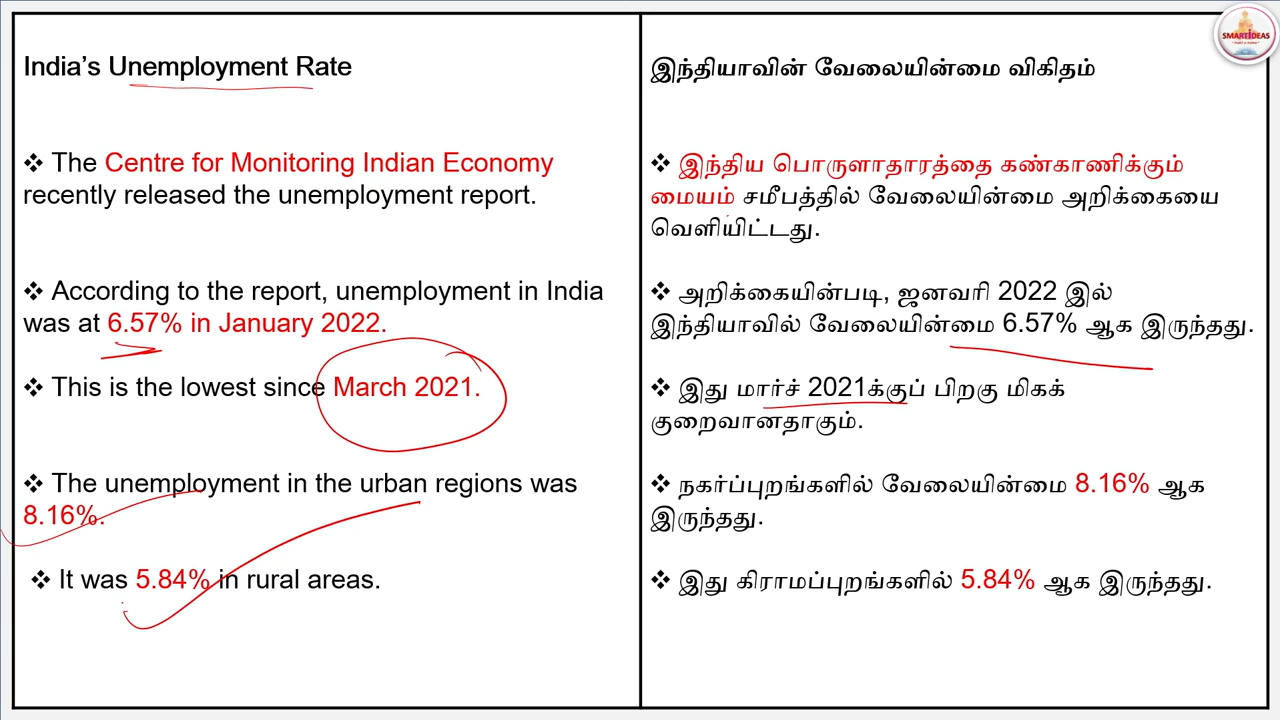 India's Unemployment Rate
❖ The Centre for Monitoring Indian Economy
recently released the unemployment report.
❖ According to the report, unemployment in India
was at 6.57% in January 2022.
❖ This is the lowest since March 2021.
❖ The unemployment in the urban regions was
8.16%.
❖ It was 5.84% in rural areas.
இந்தியாவின் வேலையின்மை விகிதம்
❖ இந்திய பொருளாதாரத்தை கண்காணிக்கும்
மையம் சமீபத்தில் வேலையின்மை அறிக்கையை
வெளியிட்டது.
❖ அறிக்கையின்படி, ஜனவரி 2022 இல்
இந்தியாவில் வேலையின்மை 6.57% ஆக இருந்தது.
❖ இது மார்ச் 2021க்குப் பிறகு மிகக்
குறைவானதாகும்.
❖ நகர்ப்புறங்களில் வேலையின்மை 8.16% ஆக
இருந்தது.
❖ இது கிராமப்புறங்களில் 5.84% ஆக இருந்தது.
SMARTIDEAS